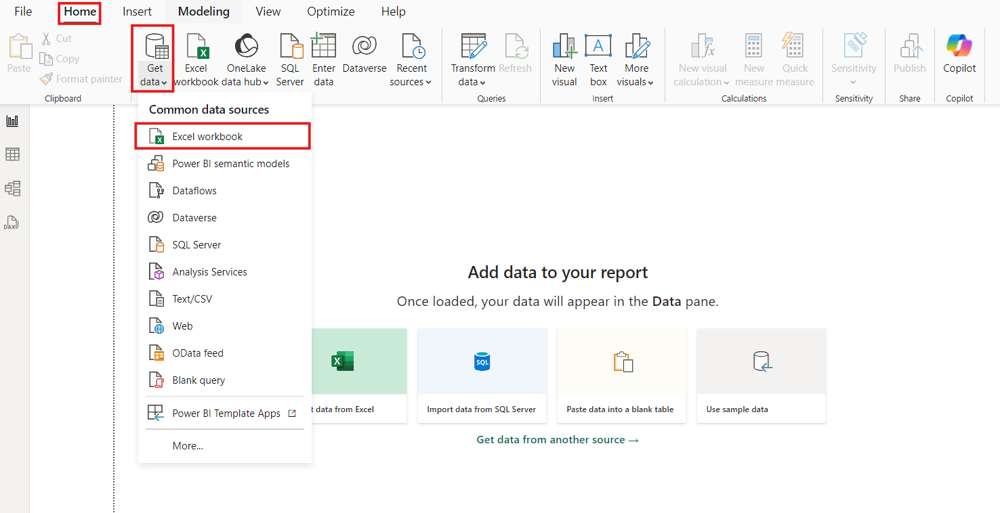 File Home Insert Modeling View Optimize Help
Paste
Cut
Copy
Format painter
Clipboard
Get
data
Excel
workbook
OneLake
data hub
SQL
Server
Enter
data
Dataverse
Recent
sources
Transform
data
Refresh
Queries
New
visual
Text
box
More
visuals
Insert
New visual
calculation
New
measure
Quick
measure
Calculations
Sensitivity
Sensitivity
Publish
Share
Copilot
Copilot
DAX
Common data sources
Excel workbook
Power BI semantic models
Dataflows
Dataverse
SQL Server
Analysis Services
Text/CSV
Web
OData feed
Blank query
Power BI Template Apps
More...
Add data to your report
Once loaded, your data will appear in the Data pane.
SQL
t data from Excel
Import data from SQL Server
Paste data into a blank table
Use sample data
Get data from another source →